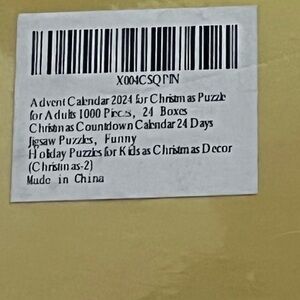 X004CSQPIN
Advent Calendar 2024 for Christmas Puzzle
for Adults 1000 Pieces, 24 Boxes
Christmas Countdown Calendar 24 Days
Jigsaw Puzzles, Funny
Holiday Puzzles for Kids as Christmas Decor
(Christmas-2)
Made in China